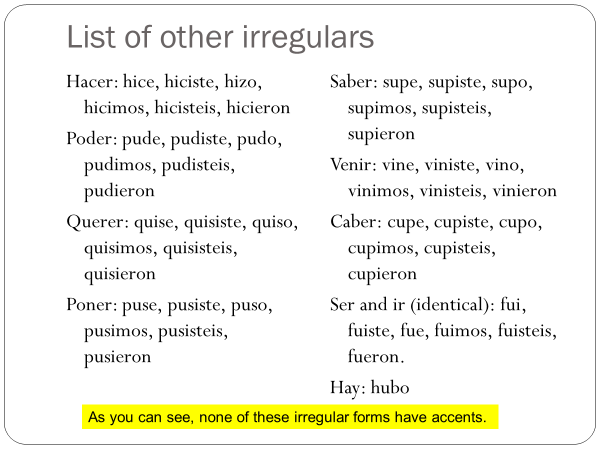 List of other irregulars
Hacer: hice, hiciste, hizo,
hicimos, hicisteis, hicieron
Poder: pude, pudiste, pudo,
pudimos, pudisteis,
pudieron
Querer: quise, quisiste, quiso,
quisimos, quisisteis,
quisieron
Poner: puse, pusiste, puso,
pusimos, pusisteis,
pusieron
Saber: supe, supiste, supo,
supimos, supisteis,
supieron
Venir: vine, viniste, vino,
vinimos, vinisteis, vinieron
Caber: cupe, cupiste, cupo,
cupimos, cupisteis,
cupieron
Ser and ir (identical): fui,
fuiste, fue, fuimos, fuisteis,
fueron.
Hay: hubo
As you can see, none of these irregular forms have accents.